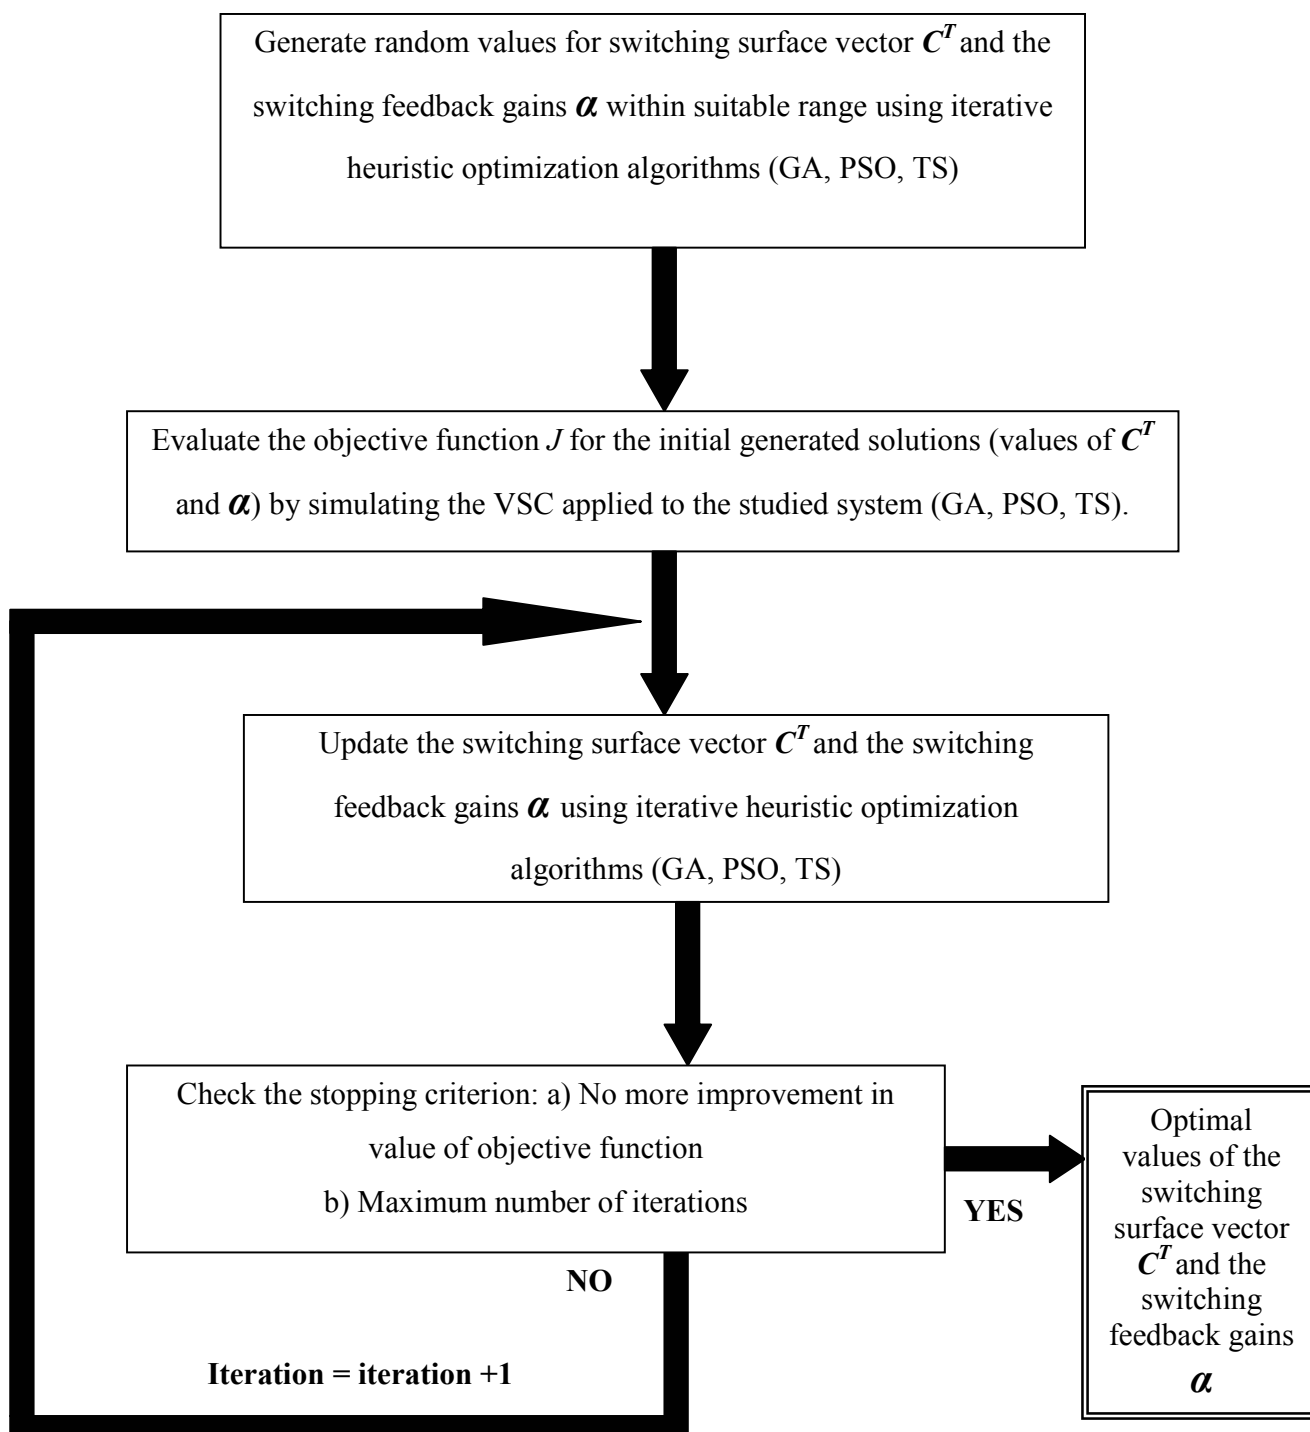 Generate random values for switching surface vector C^T and the
switching feedback gains α within suitable range using iterative
heuristic optimization algorithms (GA, PSO, TS)
Evaluate the objective function J for the initial generated solutions (values of C^T
and α) by simulating the VSC applied to the studied system (GA, PSO, TS).
Update the switching surface vector C^T and the switching
feedback gains α using iterative heuristic optimization
algorithms (GA, PSO, TS)
Check the stopping criterion: a) No more improvement in
value of objective function
b) Maximum number of iterations
YES
NO
Iteration = iteration +1
Optimal
values of the
switching
surface vector
C^T and the
switching
feedback gains
α